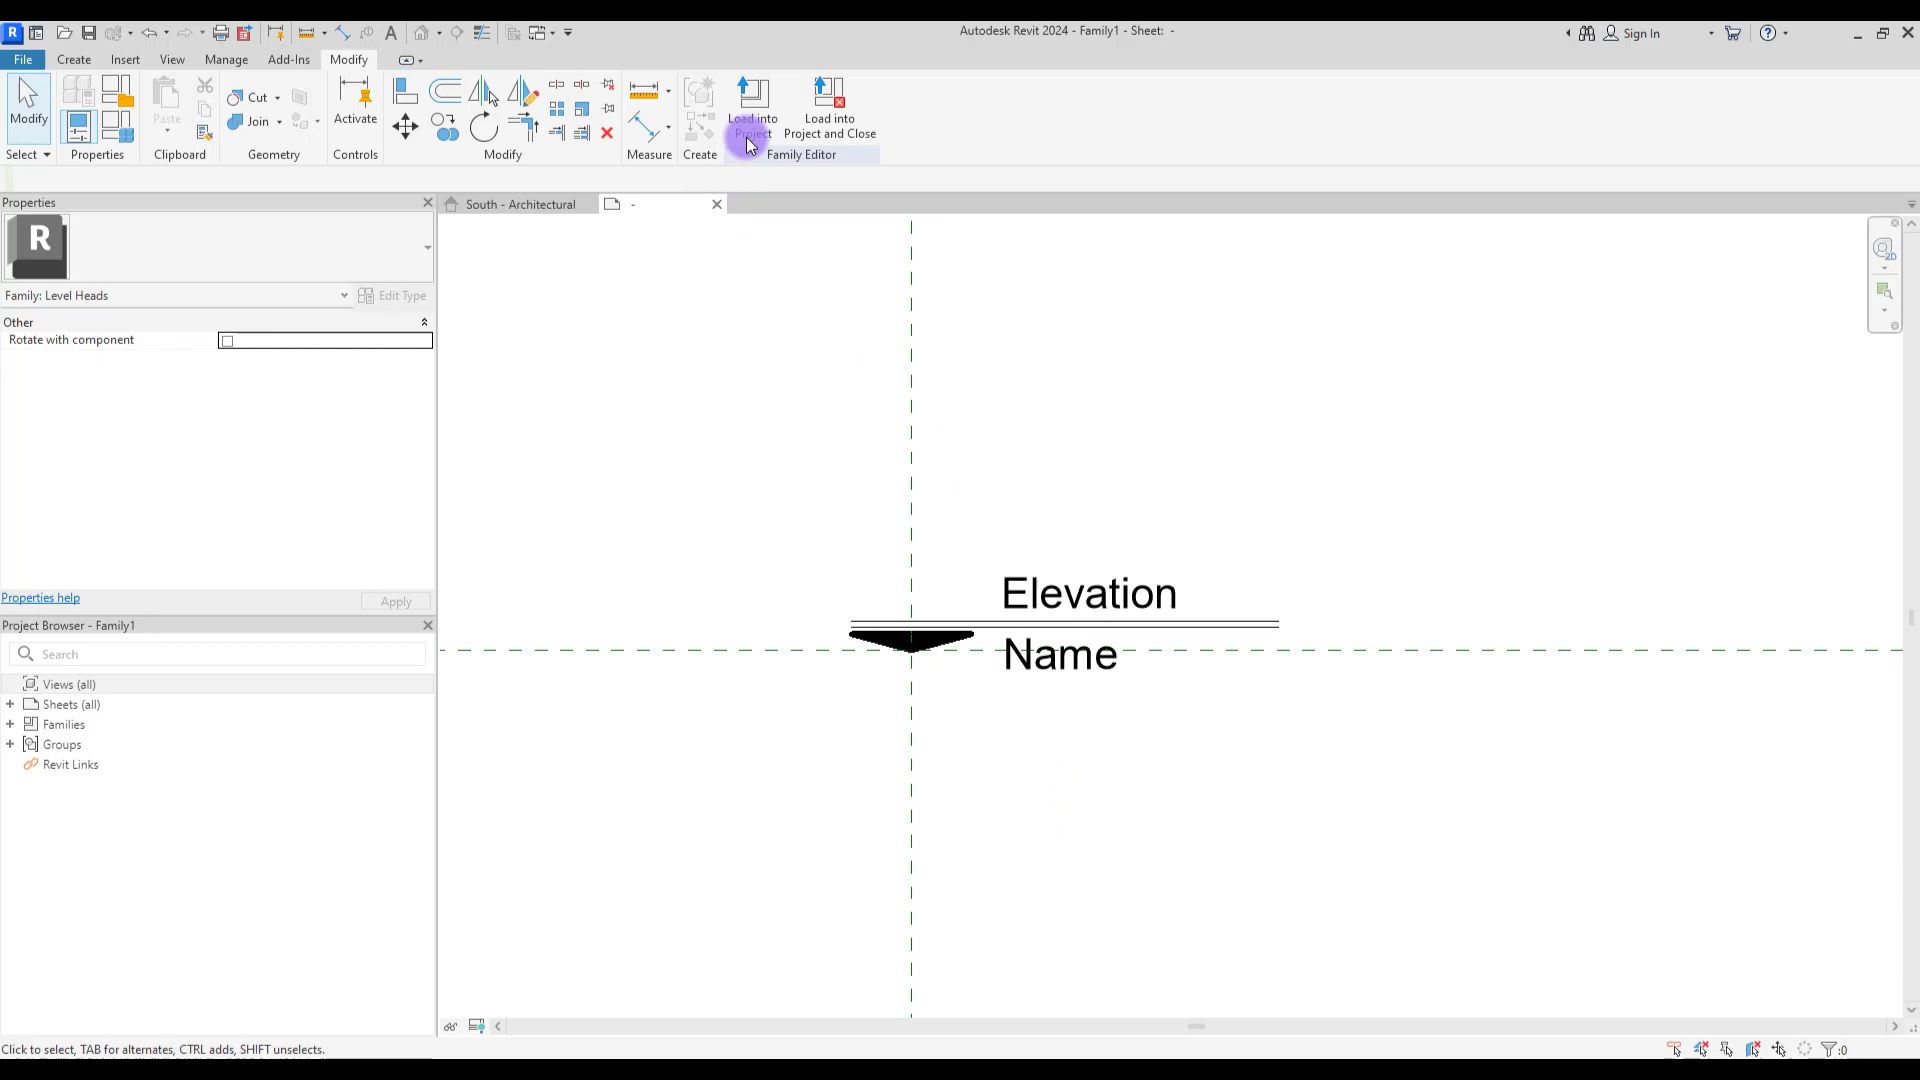 Autodesk Revit 2024 - Family1 - Sheet: -
Sign In
File
Create
Insert
View
Manage
Add-Ins
Modify
Modify
Paste
Cut
Join
Activate
Load into
Project
Load into
Project and Close
Select
Properties
Clipboard
Geometry
Controls
Modify
Measure
Create
Family Editor
Properties
South - Architectural
-
R
Family: Level Heads
Edit Type
Other
Rotate with component
Properties help
Apply
Project Browser - Family1
Search
Views (all)
Sheets (all)
Families
Groups
Revit Links
Elevation
Name
2D
Click to select, TAB for alternates, CTRL adds, SHIFT unselects.
:0